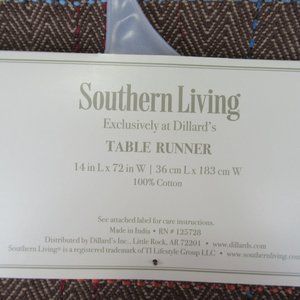 Southern Living
Exclusively at Dillard's
TABLE RUNNER
14 in L x 72 in W | 36 cm L x 183 cm W
100% Cotton
See attached label for care instructions.
Made in India • RN # 125728
Distributed by Dillard's Inc., Little Rock, AR 72201 • www.dillards.com
Southern Living® is a registered trademark of TI Lifestyle Group LLC • www.southernliving.com